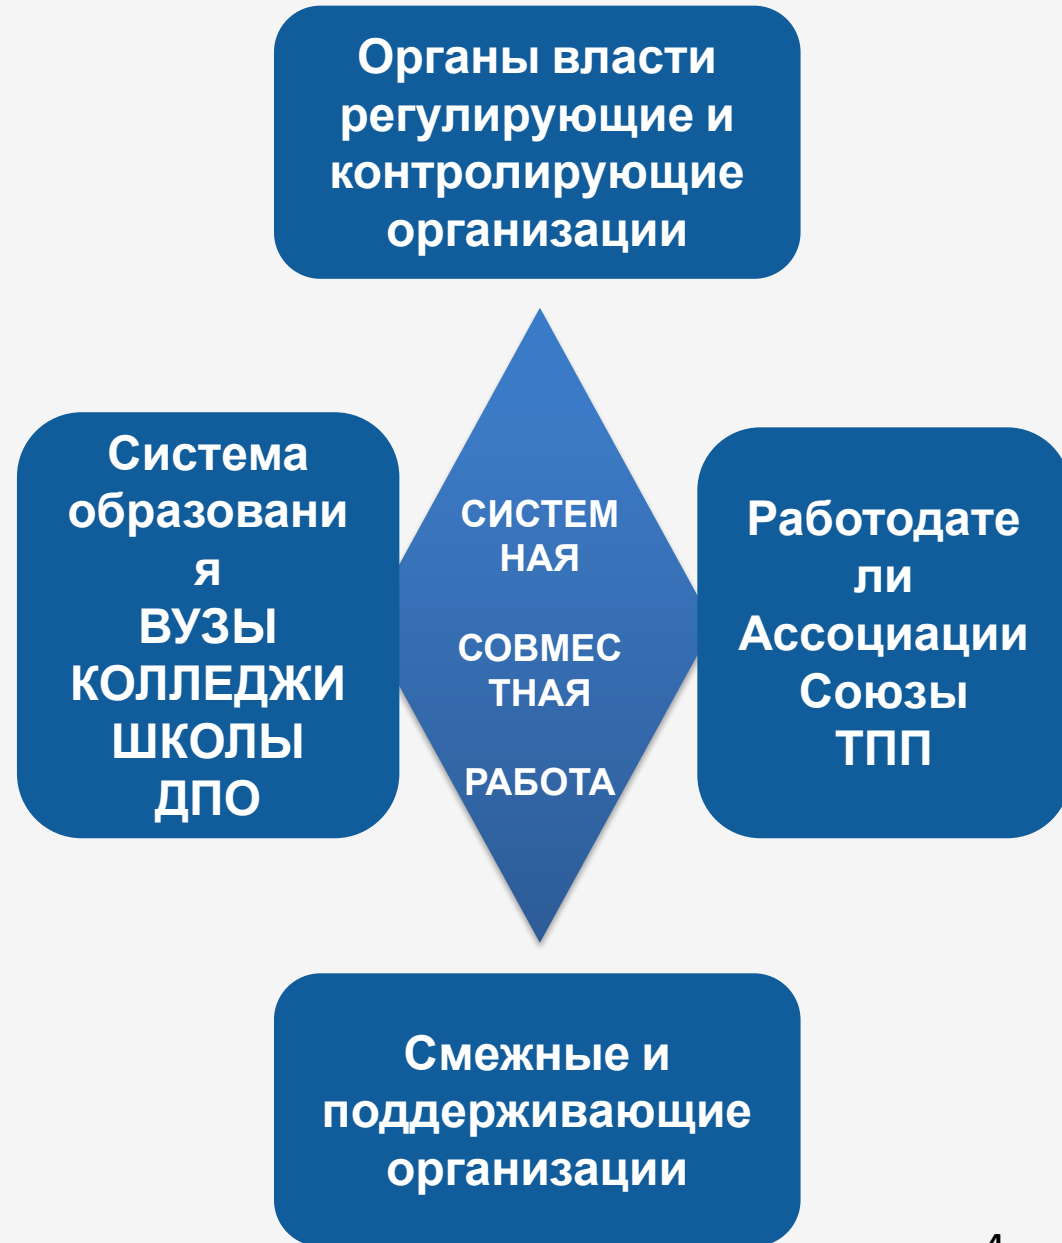 Органы власти
регулирующие и
контролирующие
организации
Система
образовани
я
ВУЗЫ
КОЛЛЕДЖИ
ШКОЛЫ
ДПО
СИСТЕМ
НАЯ
СОВМЕС
ТНАЯ
РАБОТА
Работодате
ли
Ассоциации
Союзы
ТПП
Смежные и
поддерживающие
организации